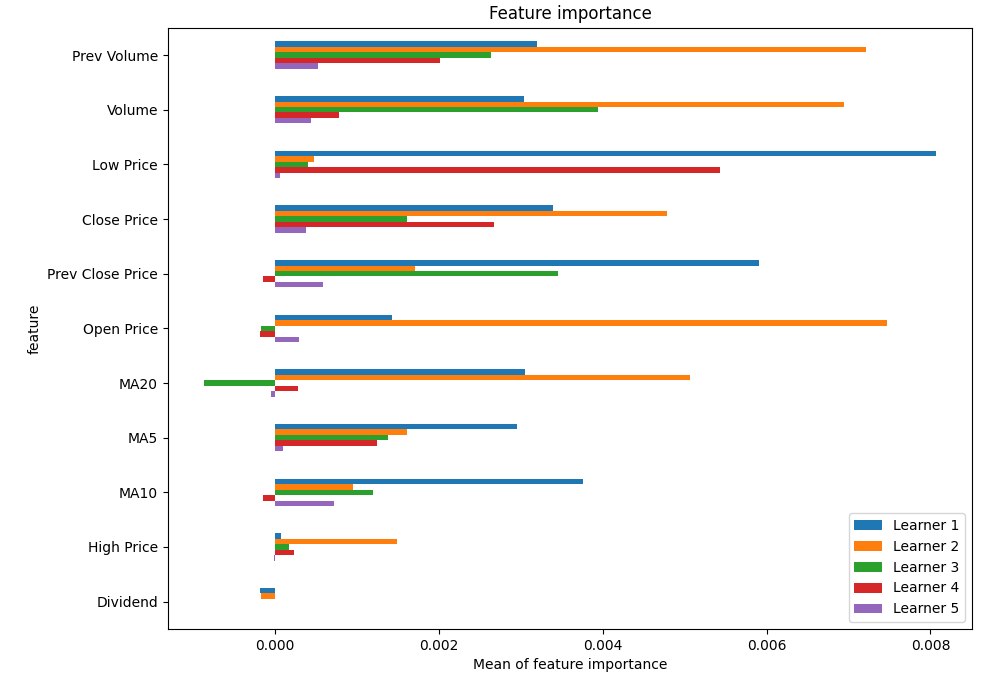 Feature importance
feature
Prev Volume
Volume
Low Price
Close Price
Prev Close Price
Open Price
MA20
MA5
MA10
High Price
Dividend
Learner 1
Learner 2
Learner 3
Learner 4
Learner 5
0.000 0.002 0.004 0.006 0.008
Mean of feature importance